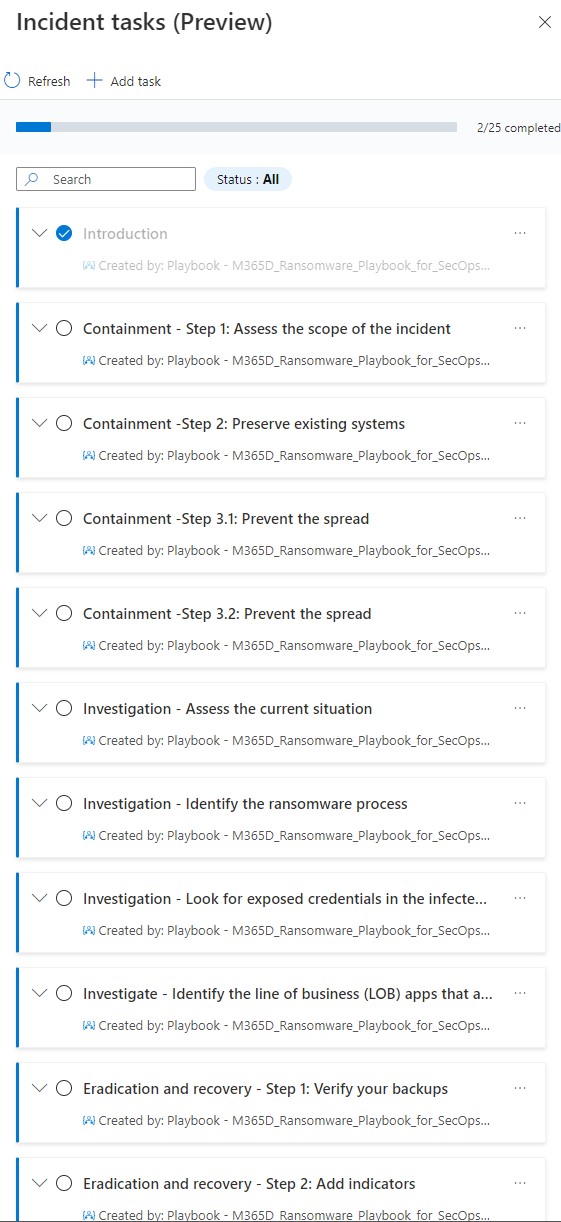 Incident tasks (Preview)
Refresh
Add task
2/25 completed
Search
Status : All
Introduction
Created by: Playbook - M365D_Ransomware_Playbook_for_SecOps...
Containment - Step 1: Assess the scope of the incident
Created by: Playbook - M365D_Ransomware_Playbook_for_SecOps...
Containment -Step 2: Preserve existing systems
Created by: Playbook - M365D_Ransomware_Playbook_for_SecOps...
Containment -Step 3.1: Prevent the spread
Created by: Playbook - M365D_Ransomware_Playbook_for_SecOps...
Containment -Step 3.2: Prevent the spread
Created by: Playbook - M365D_Ransomware_Playbook_for_SecOps...
Investigation - Assess the current situation
Created by: Playbook - M365D_Ransomware_Playbook_for_SecOps...
Investigation - Identify the ransomware process
Created by: Playbook - M365D_Ransomware_Playbook_for_SecOps...
Investigation - Look for exposed credentials in the infecte...
Created by: Playbook - M365D_Ransomware_Playbook_for_SecOps...
Investigate - Identify the line of business (LOB) apps that a...
Created by: Playbook - M365D_Ransomware_Playbook_for_SecOps...
Eradication and recovery - Step 1: Verify your backups
Created by: Playbook - M365D_Ransomware_Playbook_for_SecOps...
Eradication and recovery - Step 2: Add indicators
Created by: Playbook - M365D_Ransomware_Playbook_for_SecOps...